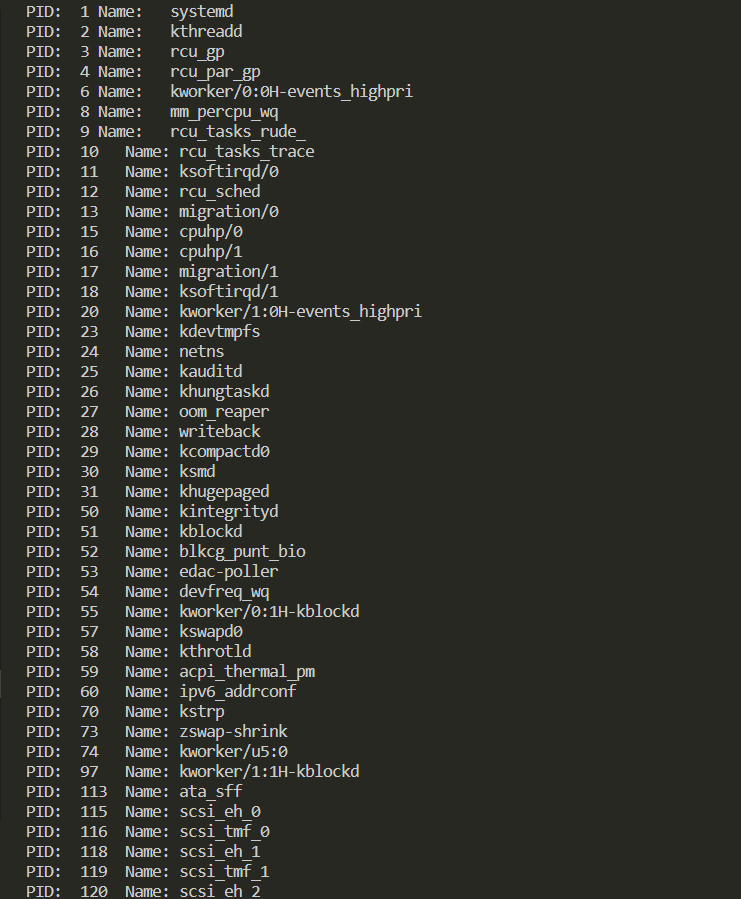 PID:  1 Name:   systemd
PID:  2 Name:   kthreadd
PID:  3 Name:   rcu_gp
PID:  4 Name:   rcu_par_gp
PID:  6 Name:   kworker/0:0H-events_highpri
PID:  8 Name:   mm_percpu_wq
PID:  9 Name:   rcu_tasks_rude_
PID:  10   Name: rcu_tasks_trace
PID:  11   Name: ksoftirqd/0
PID:  12   Name: rcu_sched
PID:  13   Name: migration/0
PID:  15   Name: cpuhp/0
PID:  16   Name: cpuhp/1
PID:  17   Name: migration/1
PID:  18   Name: ksoftirqd/1
PID:  20   Name: kworker/1:0H-events_highpri
PID:  23   Name: kdevtmpfs
PID:  24   Name: netns
PID:  25   Name: kauditd
PID:  26   Name: khungtaskd
PID:  27   Name: oom_reaper
PID:  28   Name: writeback
PID:  29   Name: kcompactd0
PID:  30   Name: ksmd
PID:  31   Name: khugepaged
PID:  50   Name: kintegrityd
PID:  51   Name: kblockd
PID:  52   Name: blkcg_punt_bio
PID:  53   Name: edac-poller
PID:  54   Name: devfreq_wq
PID:  55   Name: kworker/0:1H-kblockd
PID:  57   Name: kswapd0
PID:  58   Name: kthrotld
PID:  59   Name: acpi_thermal_pm
PID:  60   Name: ipv6_addrconf
PID:  70   Name: kstrp
PID:  73   Name: zswap-shrink
PID:  74   Name: kworker/u5:0
PID:  97   Name: kworker/1:1H-kblockd
PID:  113  Name: ata_sff
PID:  115  Name: scsi_eh_0
PID:  116  Name: scsi_tmf_0
PID:  118  Name: scsi_eh_1
PID:  119  Name: scsi_tmf_1
PID:  120  Name: scsi_eh_2